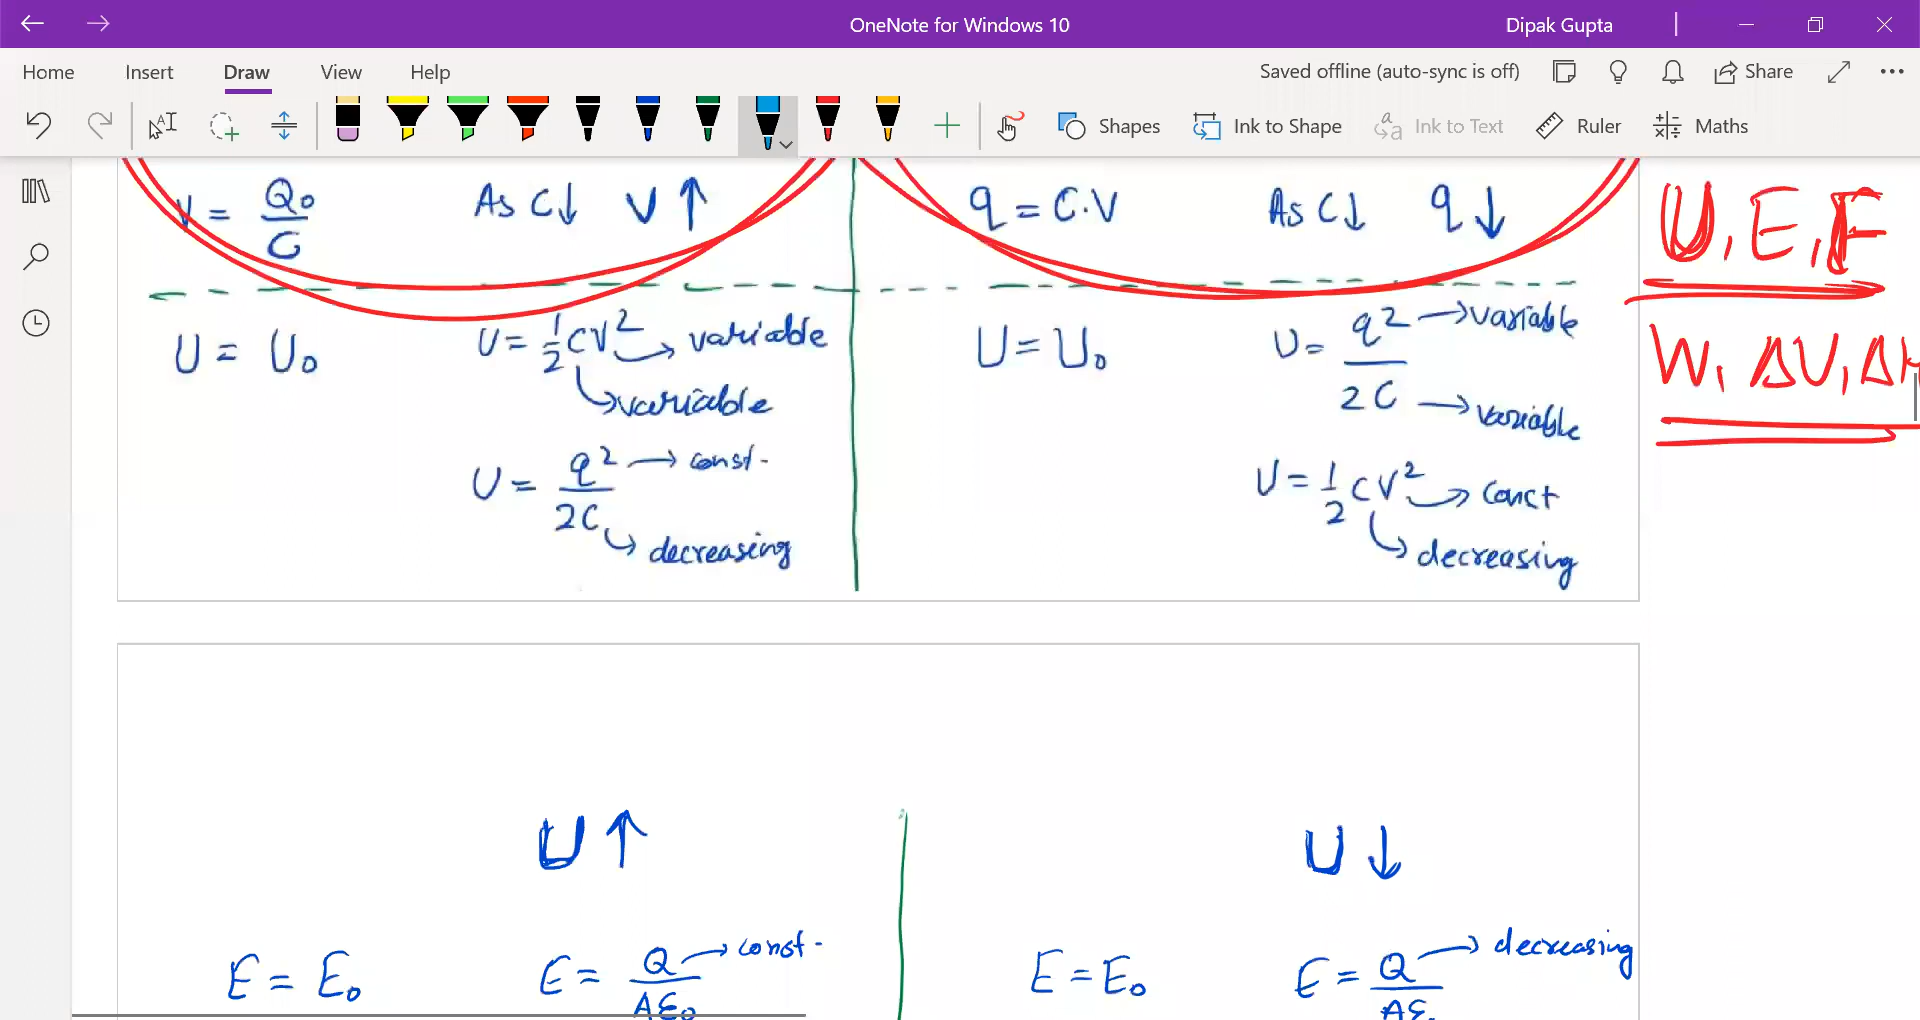 OneNote for Windows 10
Dipak Gupta
Home Insert Draw View Help
Saved offline (auto-sync is off)
Share
Shapes
Ink to Shape
Ink to Text
Ruler
Maths
V = Q₀/C As C↓ V↑
q = C.V As C↓ q↓
U, E, F
W, ΔU, ΔH
U = U₀ U = 1/2 CV² → variable
→ variable
U = q²/2C → const.
→ decreasing
U = U₀ U = q²/2C → variable
→ variable
U = 1/2 CV² → const
→ decreasing
U↑
U↓
E = E₀ E = Q/Aε₀ → const.
E = E₀ E = Q/Aε₀ → decreasing